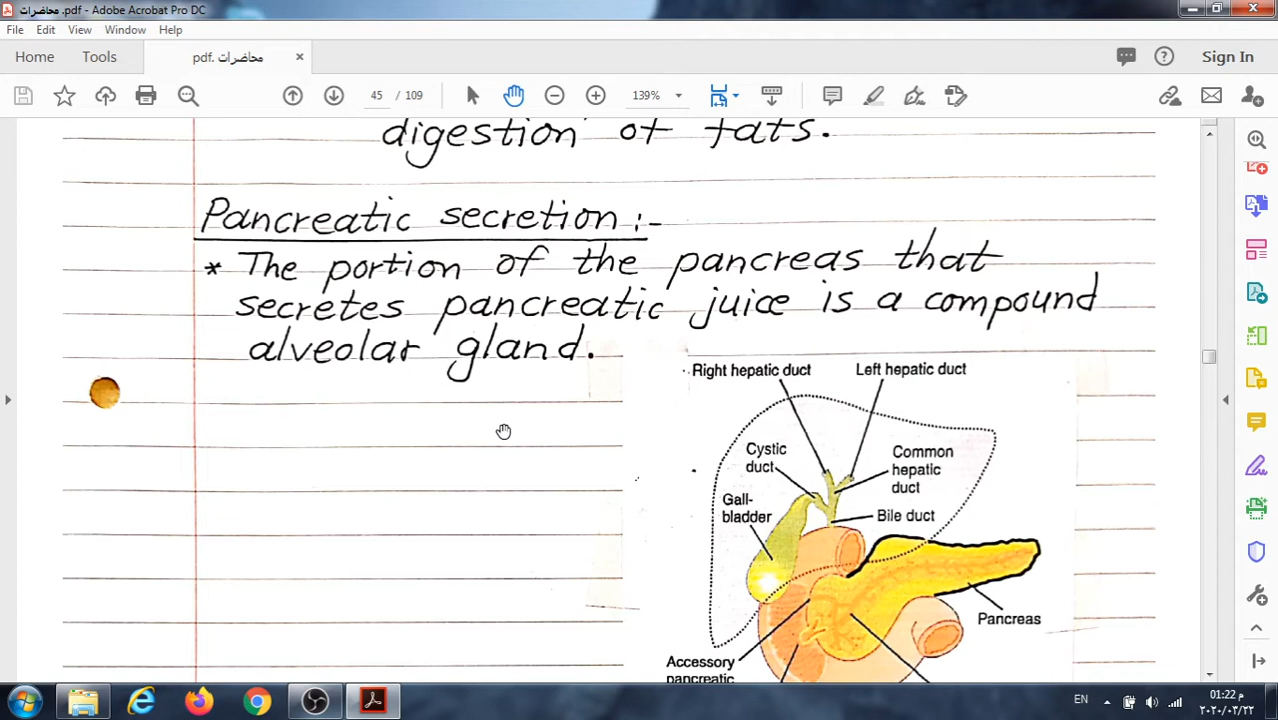 محاضرات .pdf - Adobe Acrobat Pro DC
File Edit View Window Help
Home Tools
محاضرات .pdf
Sign In
45 / 109
139%
digestion of fats.
Pancreatic secretion :-
* The portion of the pancreas that
secretes pancreatic juice is a compound
alveolar gland.
Right hepatic duct
Left hepatic duct
Cystic
duct
Common
hepatic
duct
Gall-
bladder
Bile duct
Pancreas
Accessory
pancreatic
EN
01:22 م
٢٠٢٠/٠٣/٢٢